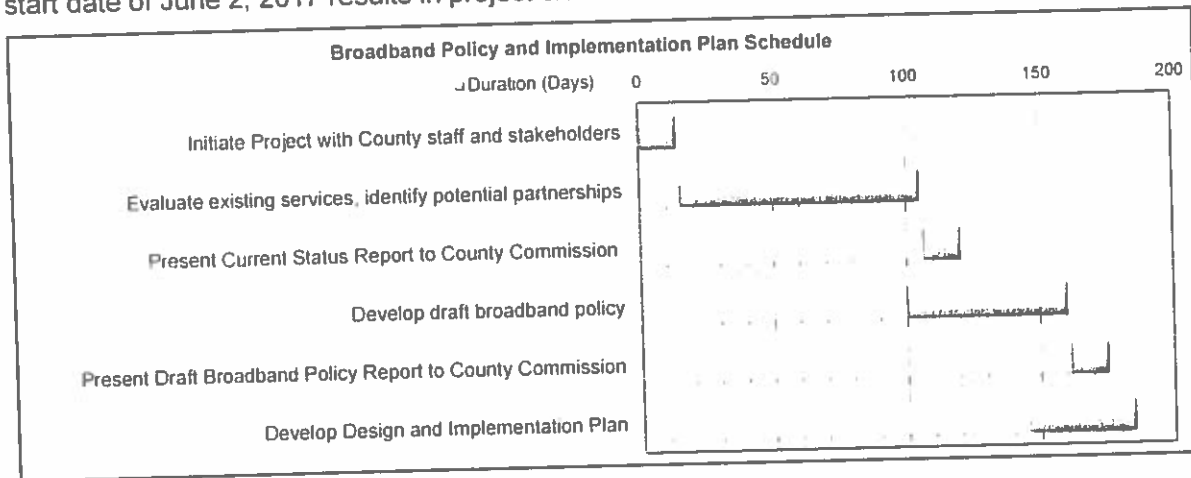 start date of June 2, 2017 results in project
Broadband Policy and Implementation Plan Schedule
Duration (Days) 0 50 100 150 200
Initiate Project with County staff and stakeholders
Evaluate existing services, identify potential partnerships
Present Current Status Report to County Commission
Develop draft broadband policy
Present Draft Broadband Policy Report to County Commission
Develop Design and Implementation Plan